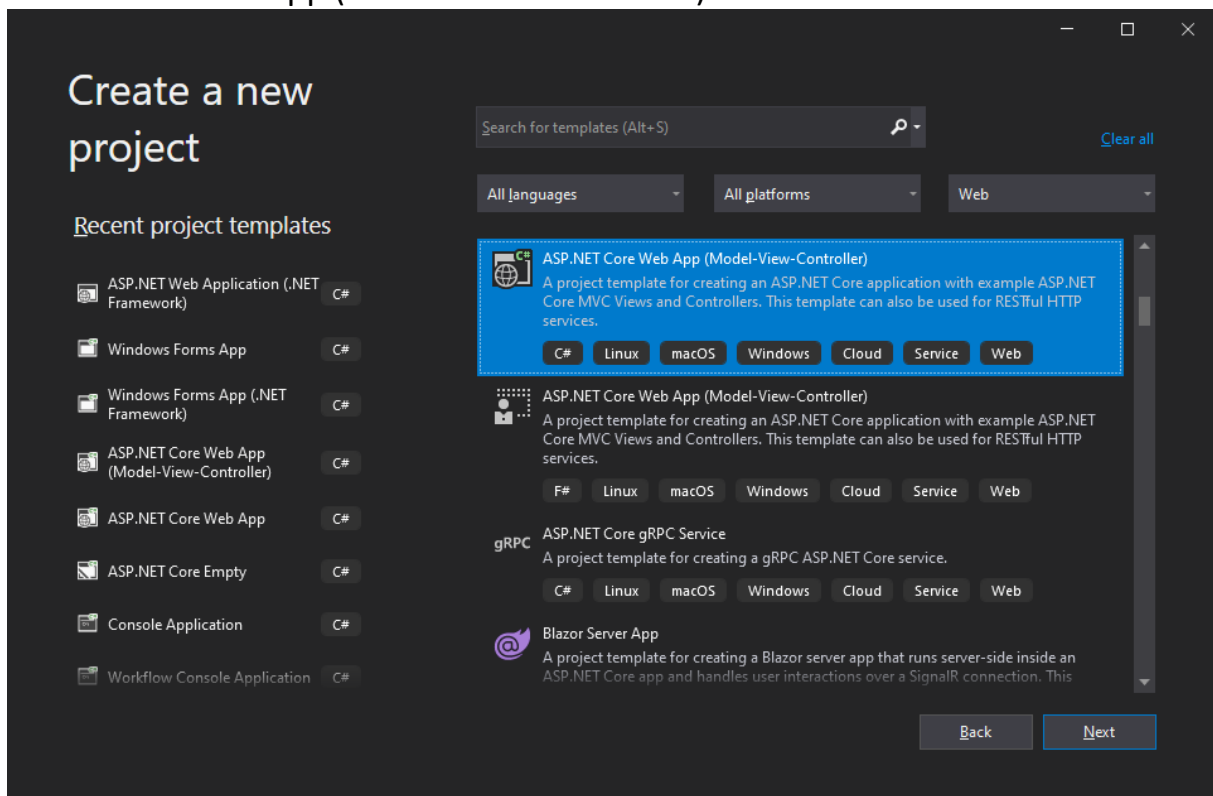 Create a new
project
Search for templates (Alt+S)
Clear all
All languages
All platforms
Web
Recent project templates
ASP.NET Web Application (.NET
Framework)
C#
Windows Forms App
C#
Windows Forms App (.NET
Framework)
C#
ASP.NET Core Web App
(Model-View-Controller)
C#
ASP.NET Core Web App
C#
ASP.NET Core Empty
C#
Console Application
C#
Workflow Console Application
C#
C#
ASP.NET Core Web App (Model-View-Controller)
A project template for creating an ASP.NET Core application with example ASP.NET
Core MVC Views and Controllers. This template can also be used for RESTful HTTP
services.
C# Linux macOS Windows Cloud Service Web
ASP.NET Core Web App (Model-View-Controller)
A project template for creating an ASP.NET Core application with example ASP.NET
Core MVC Views and Controllers. This template can also be used for RESTful HTTP
services.
F# Linux macOS Windows Cloud Service Web
gRPC
ASP.NET Core gRPC Service
A project template for creating a gRPC ASP.NET Core service.
C# Linux macOS Windows Cloud Service Web
Blazor Server App
A project template for creating a Blazor server app that runs server-side inside an
ASP.NET Core app and handles user interactions over a SignalR connection. This
Back
Next